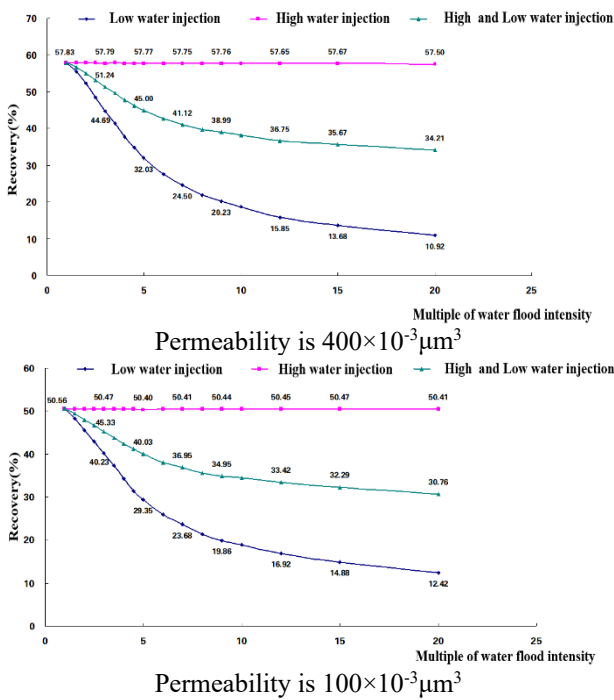 Low water injection High water injection High and Low water injection
70
60
50
40
30
20
10
0
Recovery(%)
57.83 57.79 57.77 57.75 57.76 57.65 57.67 57.50
51.24 45.00 41.12 38.99 36.75 35.67 34.21
44.69 32.03 24.50 20.23 15.85 13.68 10.92
0 5 10 15 20 25
Multiple of water flood intensity
Permeability is 400×10⁻³μm³
Low water injection High water injection High and Low water injection
60
50
40
30
20
10
0
Recovery(%)
50.56 50.47 50.40 50.41 50.44 50.45 50.47 50.41
45.33 40.03 36.95 34.95 33.42 32.29 30.76
40.23 29.35 23.68 19.86 16.92 14.88 12.42
0 5 10 15 20 25
Multiple of water flood intensity
Permeability is 100×10⁻³μm³